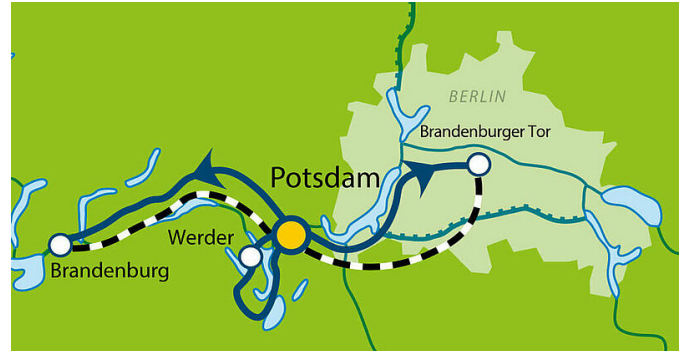 BERLIN
Brandenburger Tor
Potsdam
Werder
Brandenburg